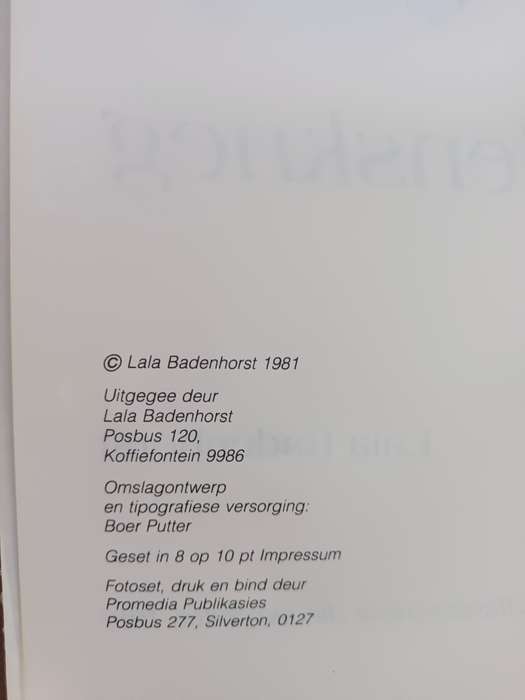 © Lala Badenhorst 1981
Uitgegee deur
Lala Badenhorst
Posbus 120,
Koffiefontein 9986
Omslagontwerp
en tipografiese versorging:
Boer Putter
Geset in 8 op 10 pt Impressum
Fotoset, druk en bind deur
Promedia Publikasies
Posbus 277, Silverton, 0127